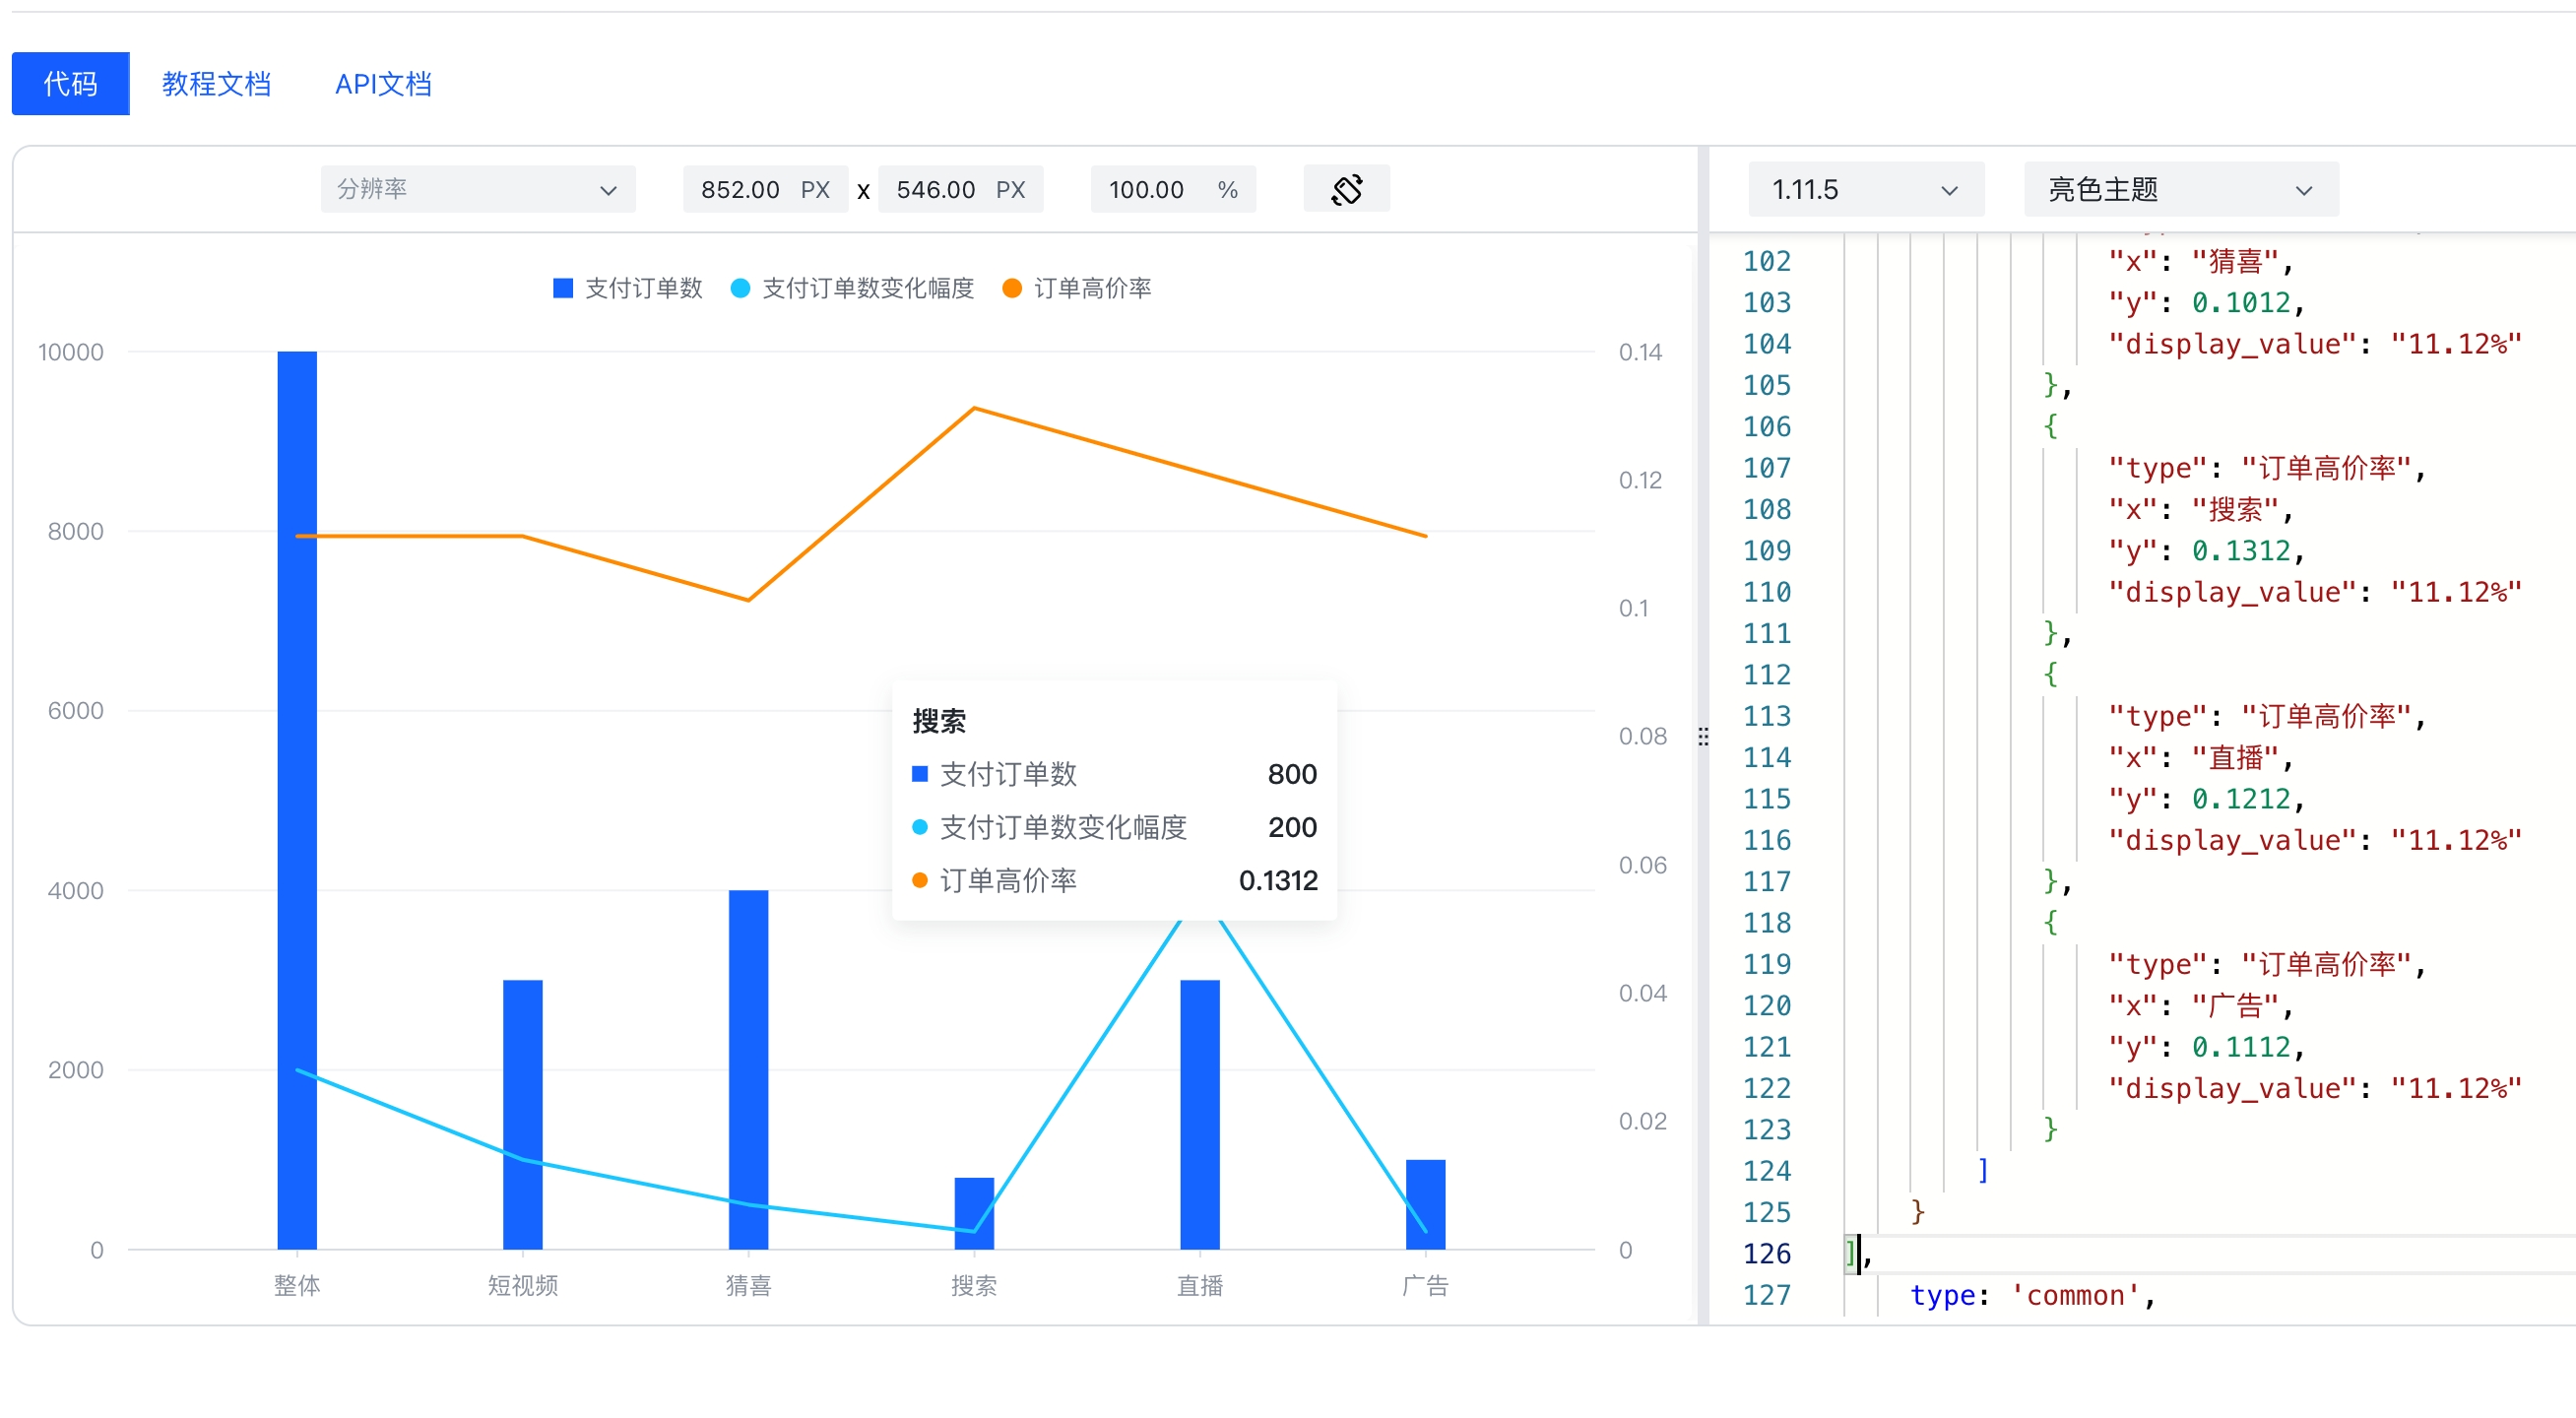 代码 教程文档 API文档
分辨率 852.00 PX x 546.00 PX 100.00 %
1.11.5 亮色主题
支付订单数 支付订单数变化幅度 订单高价率
10000
8000
6000
4000
2000
0
0.14
0.12
0.1
0.08
0.06
0.04
0.02
0
搜索
支付订单数 800
支付订单数变化幅度 200
订单高价率 0.1312
整体 短视频 猜喜 搜索 直播 广告
102 "x": "猜喜",
103 "y": 0.1012,
104 "display_value": "11.12%"
105 },
106 {
107 "type": "订单高价率",
108 "x": "搜索",
109 "y": 0.1312,
110 "display_value": "11.12%"
111 },
112 {
113 "type": "订单高价率",
114 "x": "直播",
115 "y": 0.1212,
116 "display_value": "11.12%"
117 },
118 {
119 "type": "订单高价率",
120 "x": "广告",
121 "y": 0.1112,
122 "display_value": "11.12%"
123 }
124 ]
125 }
126 ],
127 type: 'common',